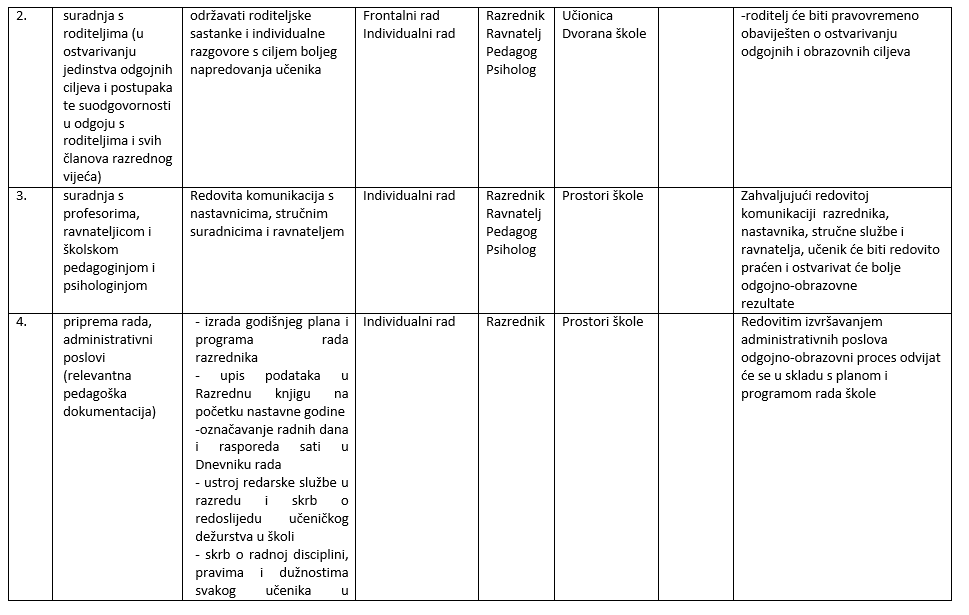 2.
suradnja s
roditeljima (u
ostvarivanju
jedinstva odgojnih
ciljeva i postupaka
te suodgovornosti
u odgoju s
roditeljima i svih
članova razrednog
vijeća)
održavati roditeljske
sastanke i individualne
razgovore s ciljem boljeg
napredovanja učenika
Frontalni rad
Individualni rad
Razrednik
Ravnatelj
Pedagog
Psiholog
Učionica
Dvorana škole
-roditelj će biti pravovremeno
obaviješten o ostvarivanju
odgojnih i obrazovnih ciljeva
3.
suradnja s
profesorima,
ravnateljicom i
školskom
pedagoginjom i
psihologinjom
Redovita komunikacija s
nastavnicima, stručnim
suradnicima i ravnateljem
Individualni rad
Razrednik
Ravnatelj
Pedagog
Psiholog
Prostori škole
Zahvaljujući redovitoj
komunikaciji  razrednika,
nastavnika, stručne službe i
ravnatelja, učenik će biti redovito
praćen i ostvarivat će bolje
odgojno-obrazovne
rezultate
4.
priprema rada,
administrativni
poslovi
(relevantna
pedagoška
dokumentacija)
- izrada godišnjeg plana i
programa rada
razrednika
- upis podataka u
Razrednu knjigu na
početku nastavne godine
-označavanje radnih dana
i rasporeda sati u
Dnevniku rada
- ustroj redarske službe u
razredu i skrb o
redoslijedu učeničkog
dežurstva u školi
- skrb o radnoj disciplini,
pravima i dužnostima
svakog učenika u
Individualni rad
Razrednik
Prostori škole
Redovitim izvršavanjem
administrativnih poslova
odgojno-obrazovni proces odvijat
će se u skladu s planom i
programom rada škole